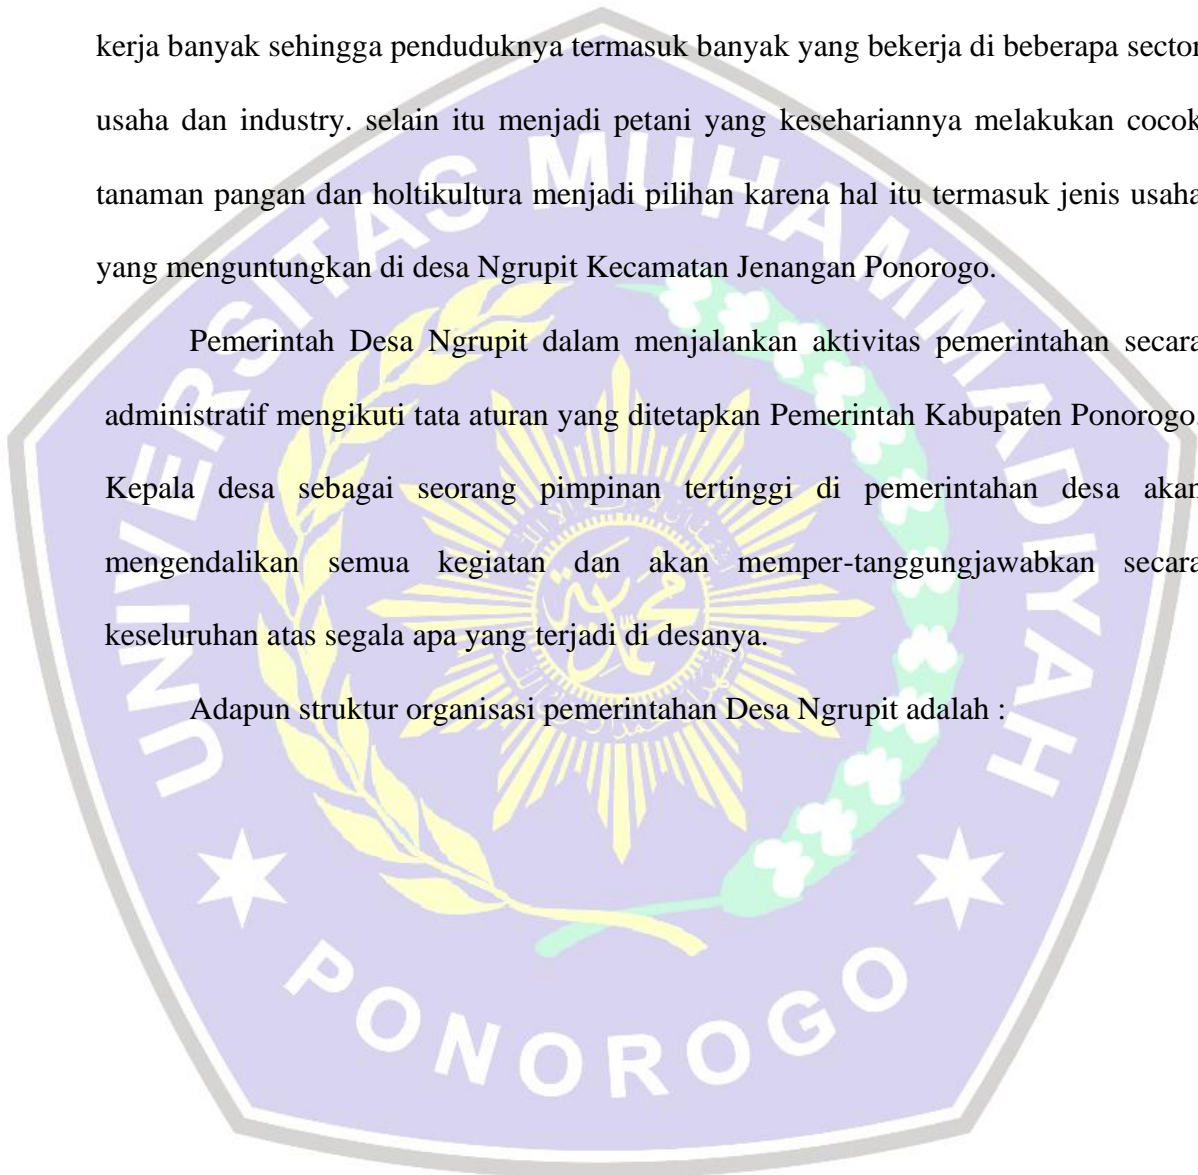 kerja banyak sehingga penduduknya termasuk banyak yang bekerja di beberapa sector
usaha dan industry. selain itu menjadi petani yang kesehariannya melakukan cocok
tanaman pangan dan holtikultura menjadi pilihan karena hal itu termasuk jenis usaha
yang menguntungkan di desa Ngrupit Kecamatan Jenangan Ponorogo.
Pemerintah Desa Ngrupit dalam menjalankan aktivitas pemerintahan secara
administratif mengikuti tata aturan yang ditetapkan Pemerintah Kabupaten Ponorogo.
Kepala desa sebagai seorang pimpinan tertinggi di pemerintahan desa akan
mengendalikan semua kegiatan dan akan memper-tanggungjawabkan secara
keseluruhan atas segala apa yang terjadi di desanya.
Adapun struktur organisasi pemerintahan Desa Ngrupit adalah :
UNIVERSITAS MUHAMMADIYAH
PONOROGO